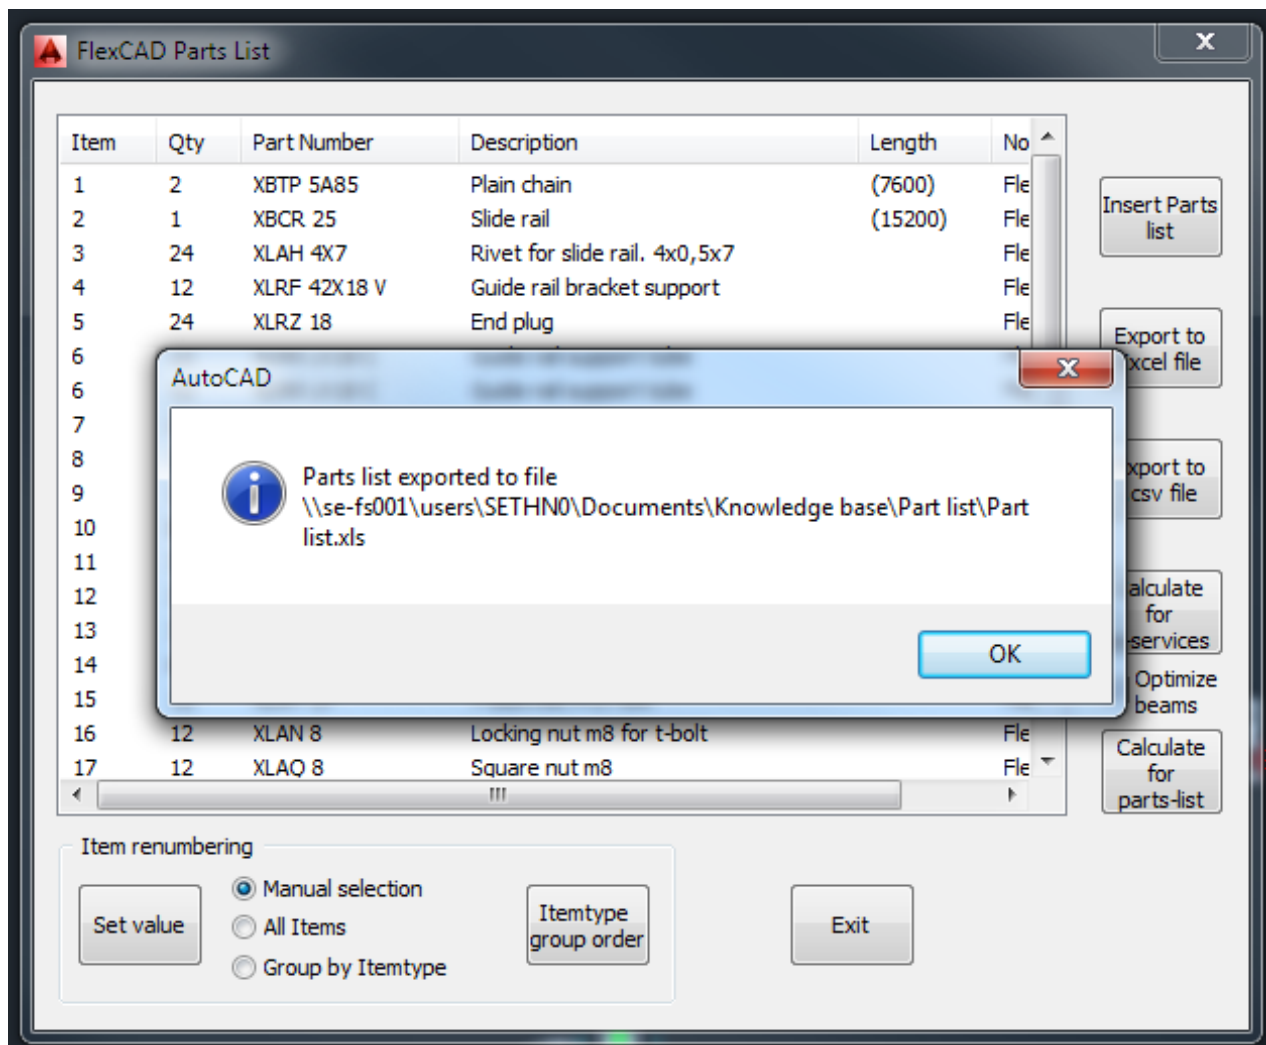 FlexCAD Parts List
Item Qty Part Number Description Length No
1 2 XBTP 5A85 Plain chain (7600) Fle
2 1 XBCR 25 Slide rail (15200) Fle
3 24 XLAH 4X7 Rivet for slide rail. 4x0,5x7 Fle
4 12 XLRF 42X18 V Guide rail bracket support Fle
5 24 XLRZ 18 End plug Fle
6
6
7
8
9
10
11
12
13
14
15
16 12 XLAN 8 Locking nut m8 for t-bolt Fle
17 12 XLAQ 8 Square nut m8 Fle
AutoCAD
Parts list exported to file
\\se-fs001\users\SETHN0\Documents\Knowledge base\Part list\Part
list.xls
OK
Insert Parts
list
Export to
xcel file
xport to
csv file
alculate
for
-services
Optimize
beams
Calculate
for
parts-list
Item renumbering
Set value
Manual selection
All Items
Group by Itemtype
Itemtype
group order
Exit